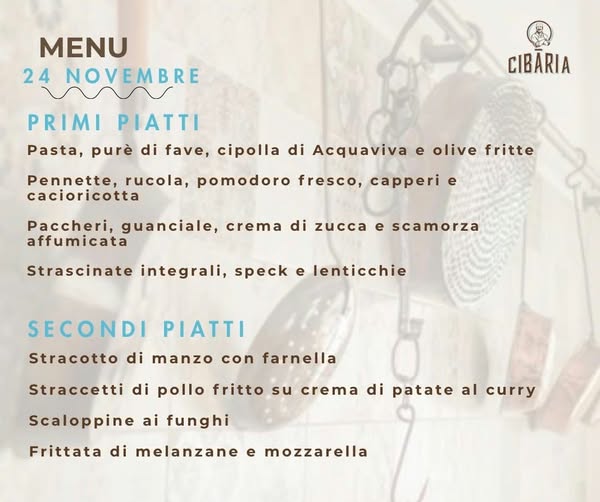 MENU
24 NOVEMBRE
CIBĀRIA
PRIMI PIATTI
Pasta, purè di fave, cipolla di Acquaviva e olive fritte
Pennette, rucola, pomodoro fresco, capperi e
cacioricotta
Paccheri, guanciale, crema di zucca e scamorza
affumicata
Strascinate integrali, speck e lenticchie
SECONDI PIATTI
Stracotto di manzo con farnella
Straccetti di pollo fritto su crema di patate al curry
Scaloppine ai funghi
Frittata di melanzane e mozzarella